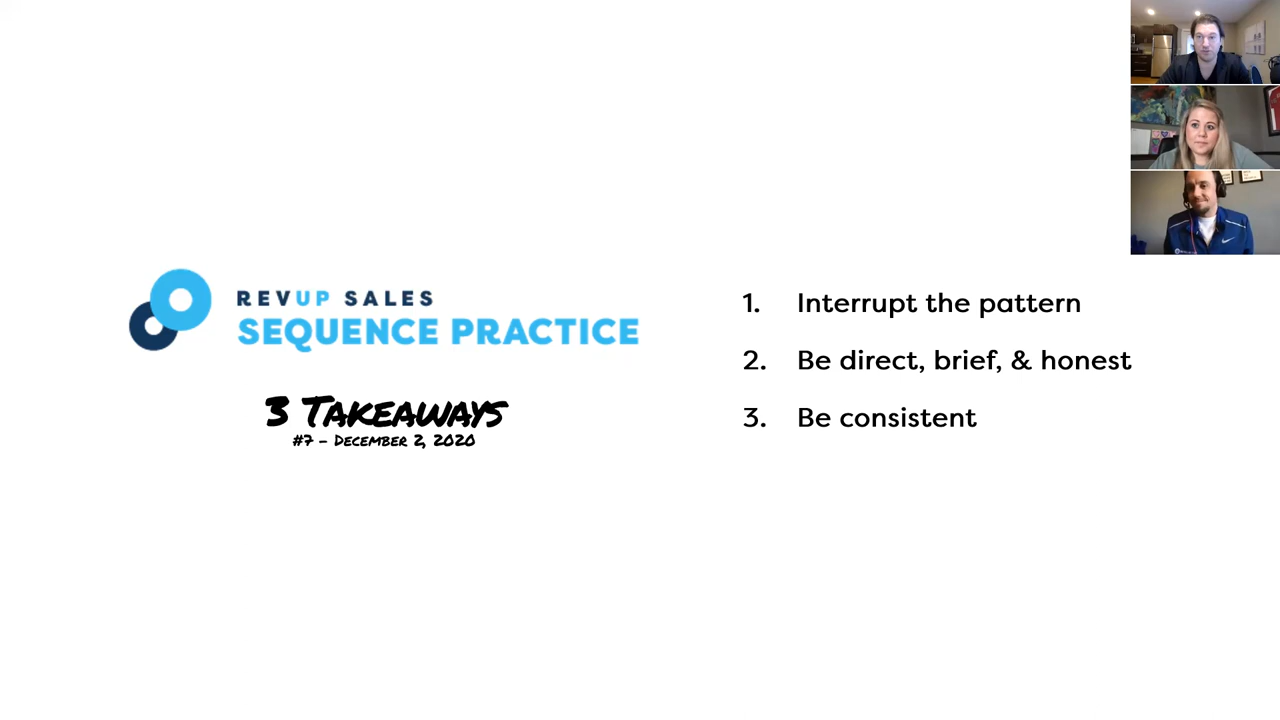 REVUP SALES
SEQUENCE PRACTICE
3 Takeaways
#7 – December 2, 2020
1. Interrupt the pattern
2. Be direct, brief, & honest
3. Be consistent